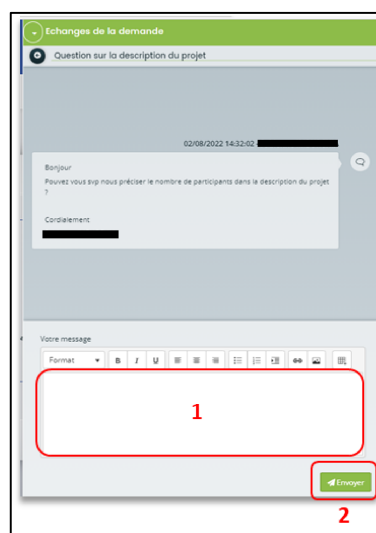 Echanges de la demande
Question sur la description du projet
02/08/2022 14:32:02
Bonjour
Pouvez vous svp nous préciser le nombre de participants dans la description du projet
?
Cordialement
Votre message
Format B I U
1
Envoyer
2